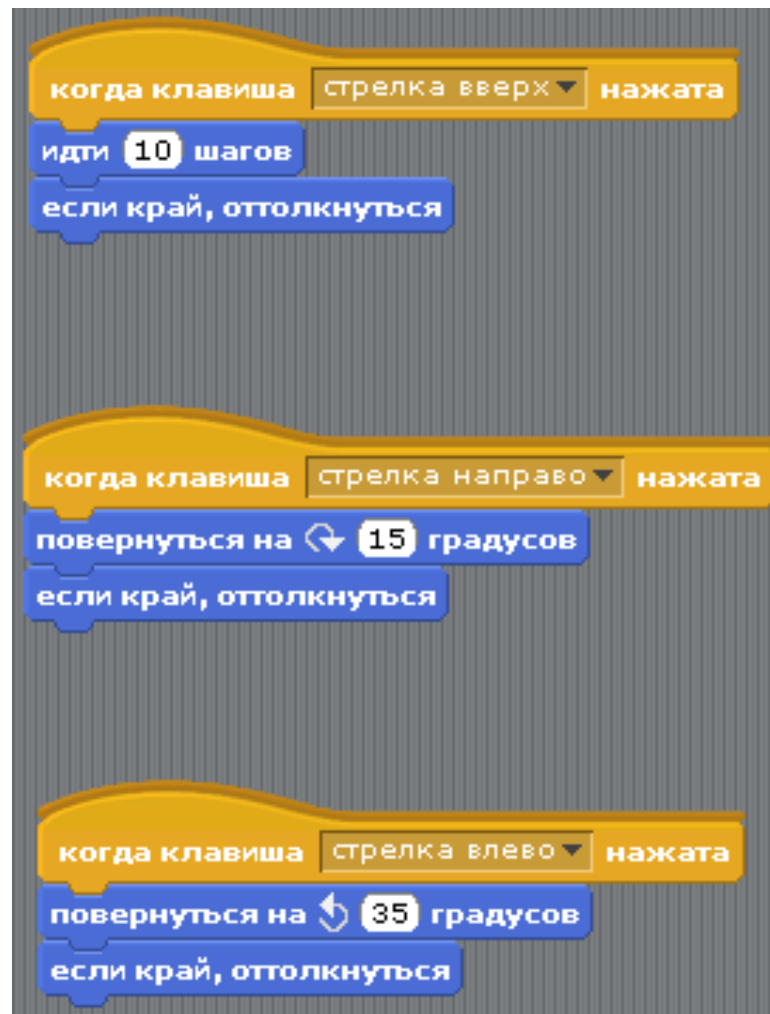 когда клавиша стрелка вверх нажата
идти 10 шагов
если край, оттолкнуться
когда клавиша стрелка направо нажата
повернуться на 15 градусов
если край, оттолкнуться
когда клавиша стрелка влево нажата
повернуться на 35 градусов
если край, оттолкнуться